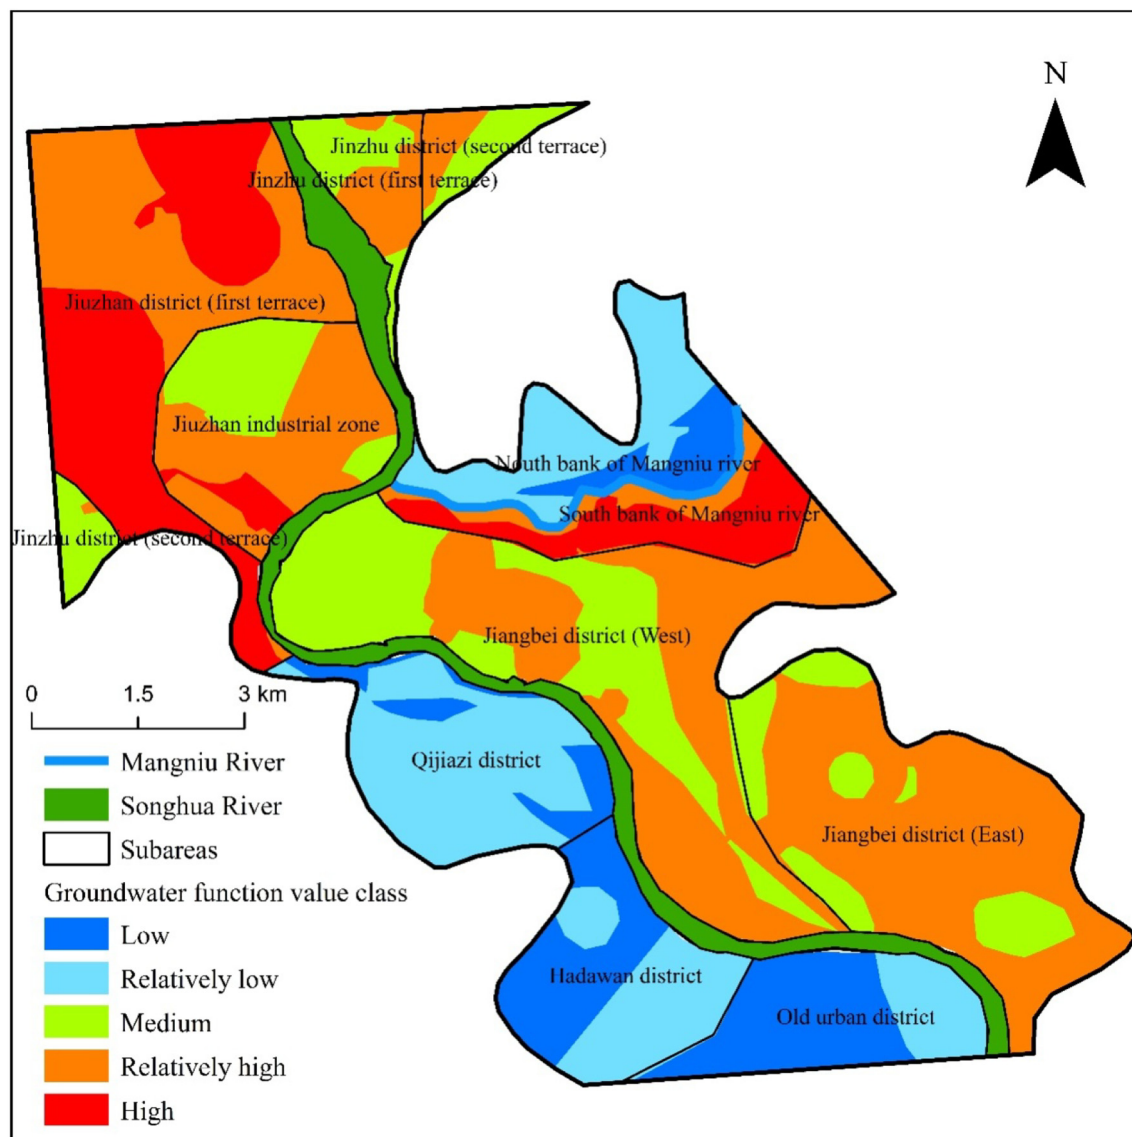 N
Jinzhu district (second terrace)
Jinzhu district (first terrace)
Jiuzhan district (first terrace)
Jiuzhan industrial zone
Nouth bank of Mangniu river
South bank of Mangniu river
Jinzhu district (second terrace)
Jiangbei district (West)
0 1.5 3 km
Qijiazi district
Mangniu River
Songhua River
Jiangbei district (East)
Subareas
Groundwater function value class
Low
Relatively low
Hadawan district
Medium
Old urban district
Relatively high
High